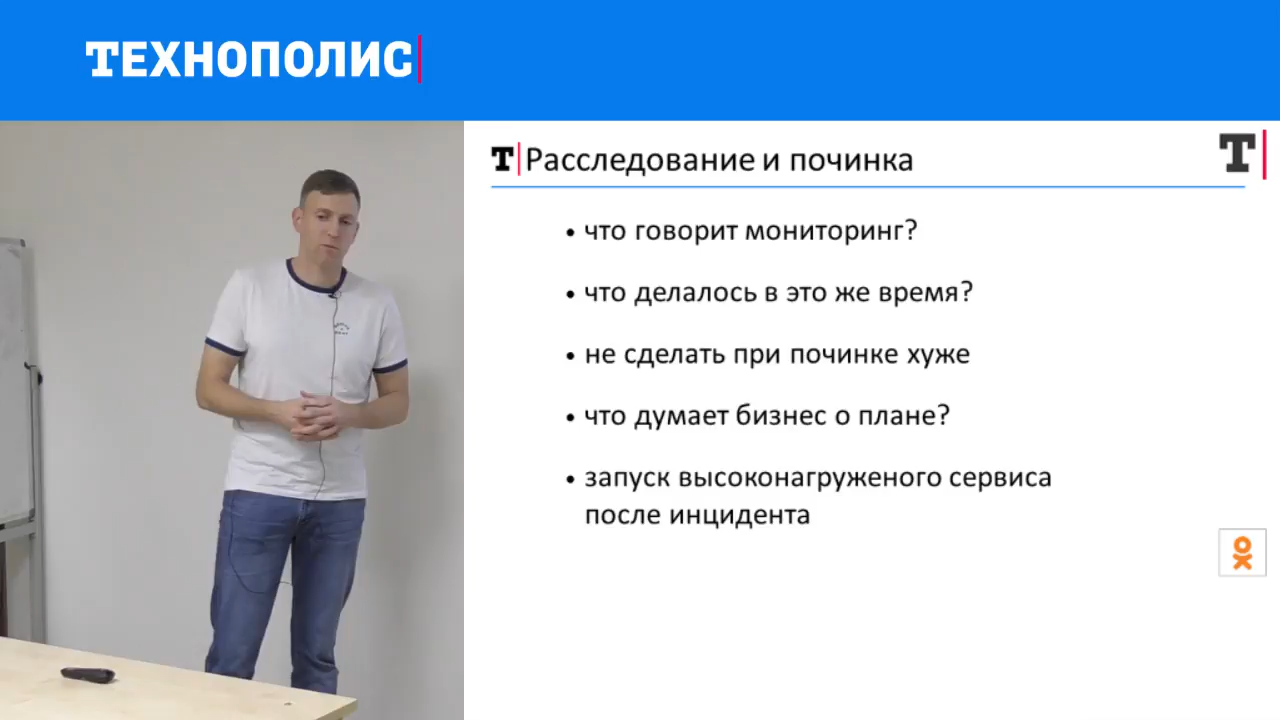 ТЕХНОПОЛИС
Т Расследование и починка
Т
• что говорит мониторинг?
• что делалось в это же время?
• не сделать при починке хуже
• что думает бизнес о плане?
• запуск высоконагруженого сервиса
после инцидента